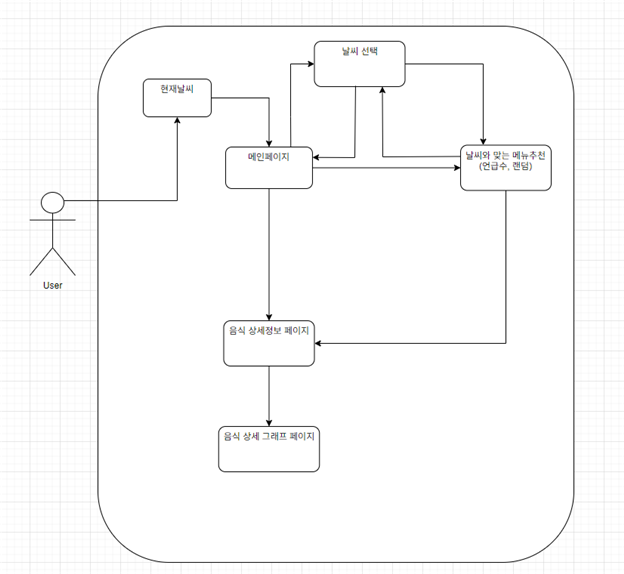 날씨 선택
현재날씨
메인페이지
날씨와 맞는 메뉴추천
(언급수, 랜덤)
User
음식 상세정보 페이지
음식 상세 그래프 페이지